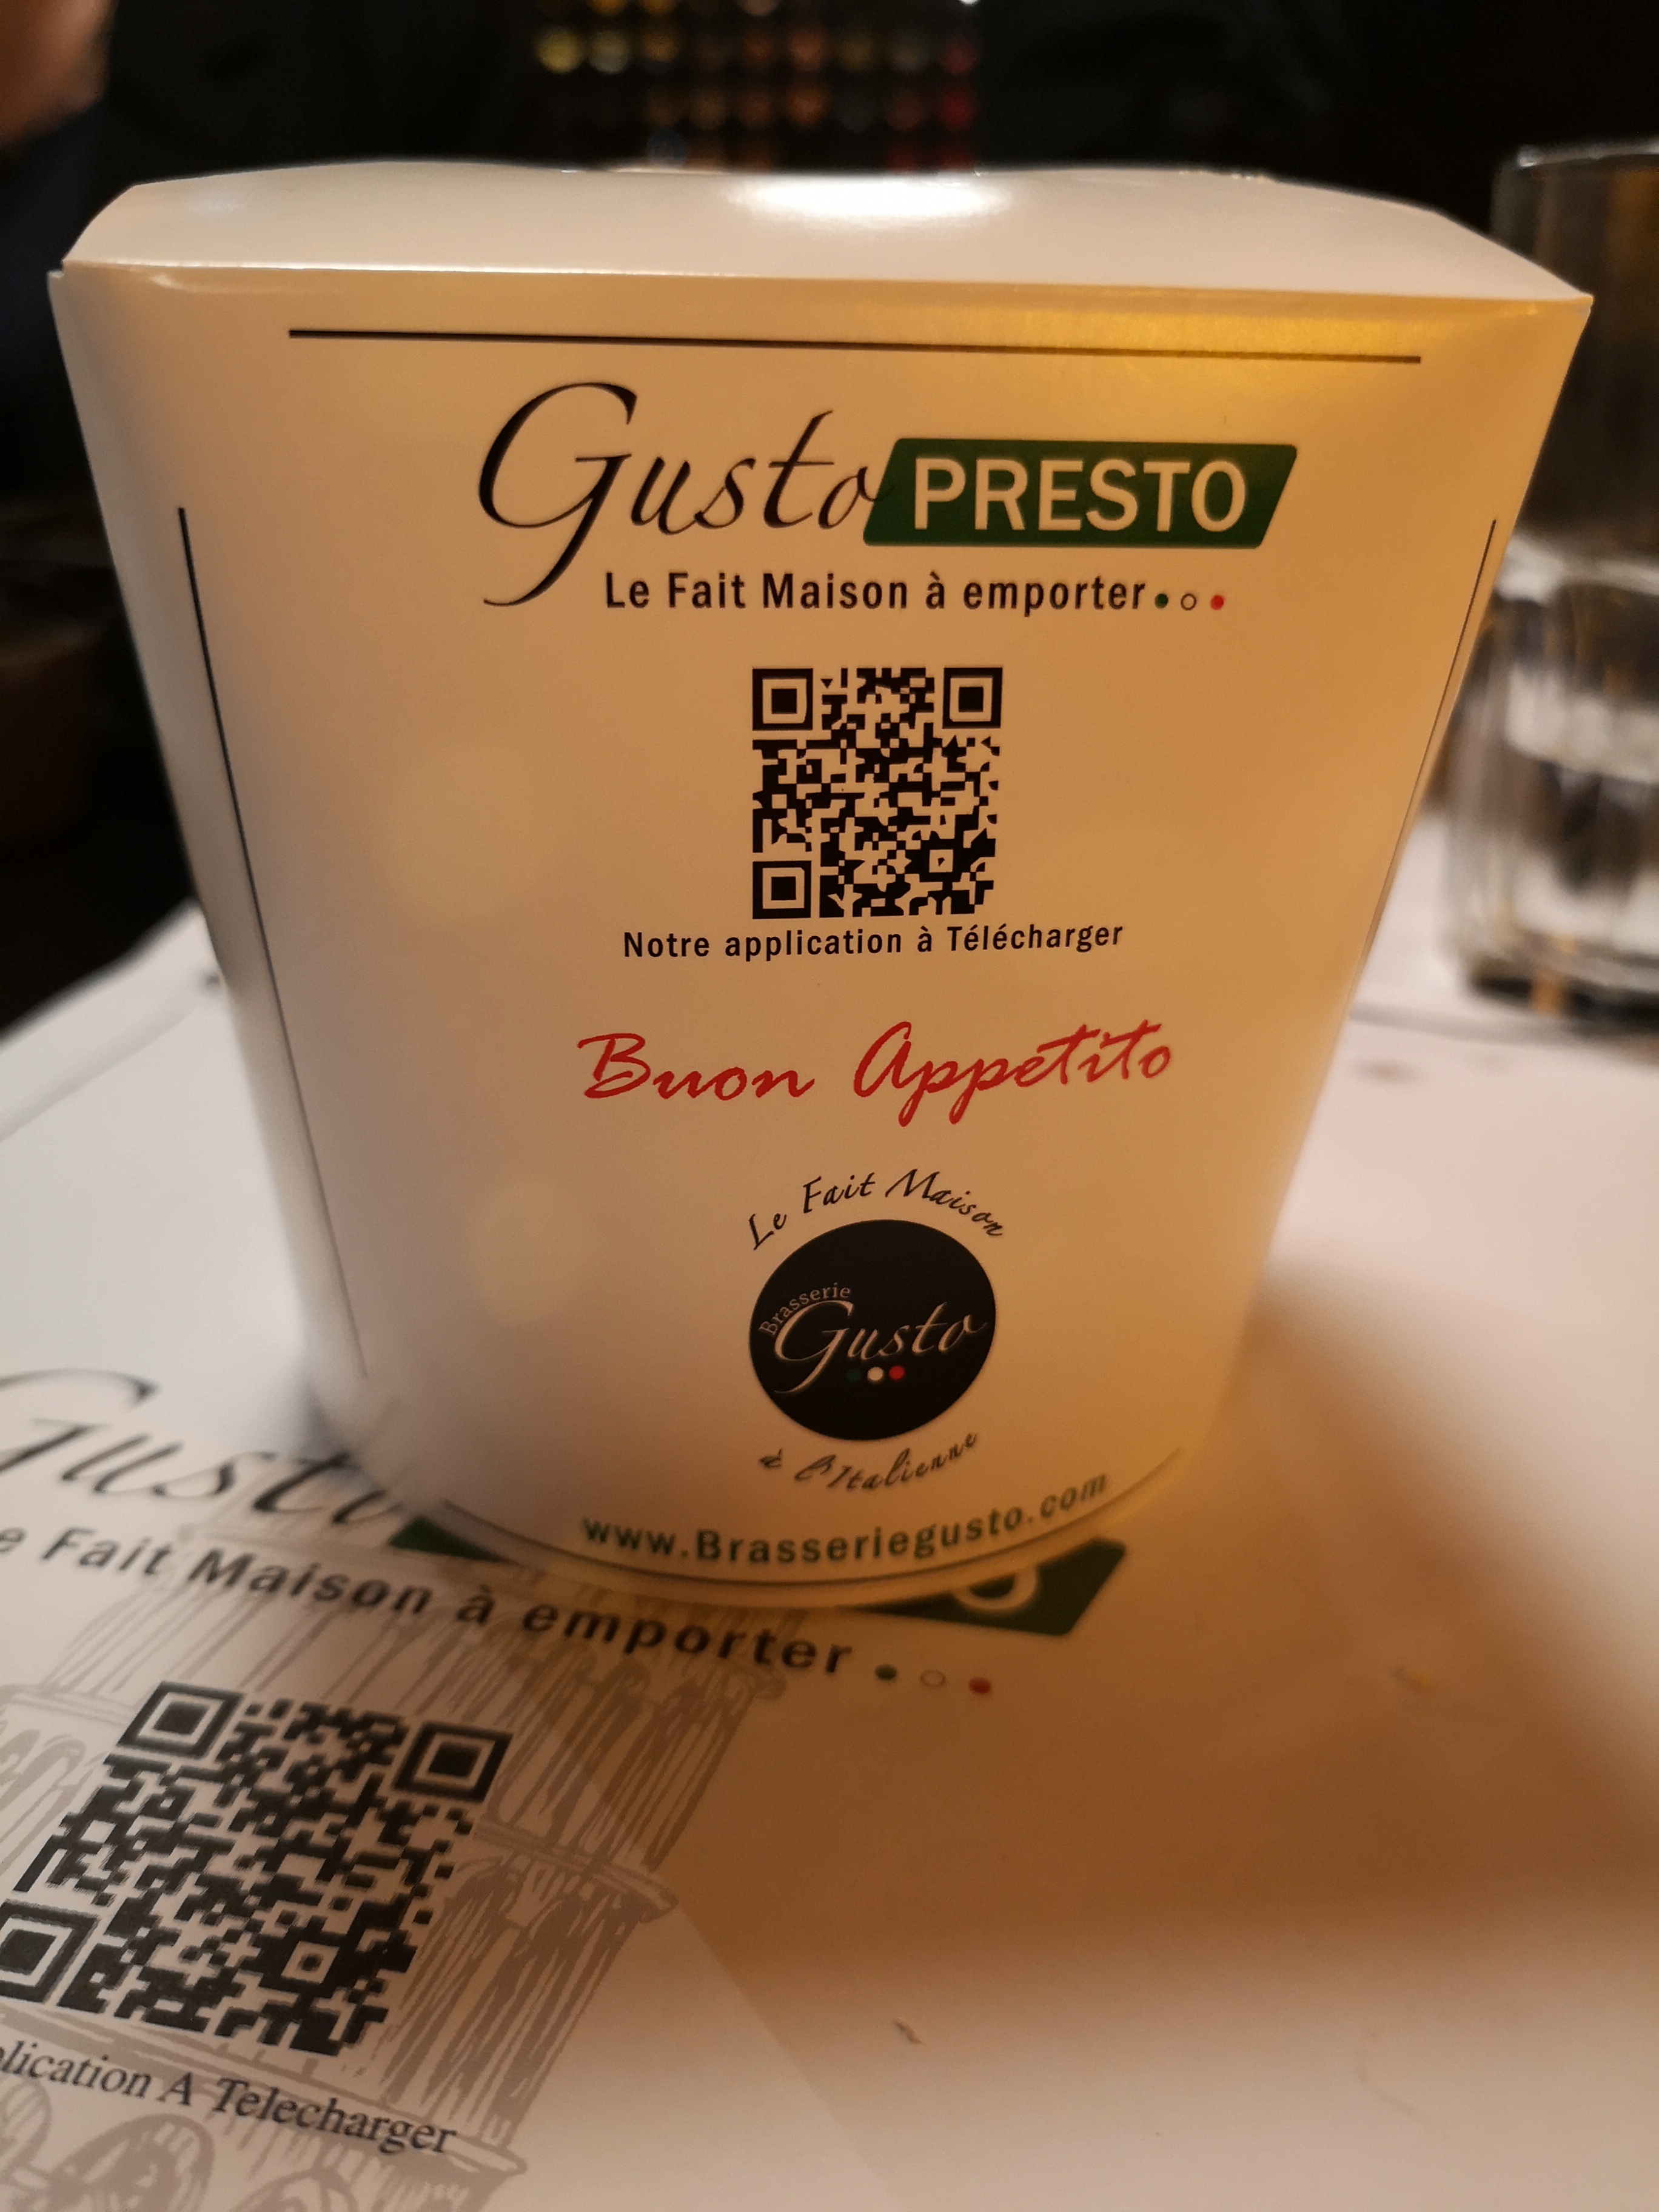 Gusto PRESTO
Le Fait Maison à emporter
Notre application à Télécharger
Buon Appetito
Le Fait Maison
Brasserie
Gusto
à l'Italienne
www.Brasseriegusto.com
Gusto
Fait Maison à emporter
A Telecharger